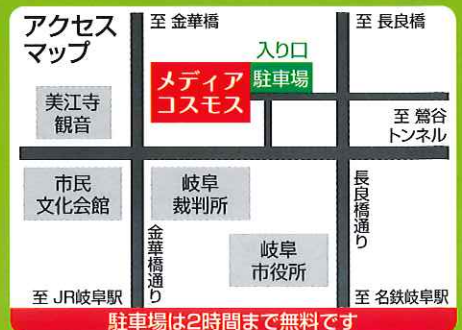 アクセス
マップ
至 金華橋
至 長良橋
入り口
メディア
コスモス
駐車場
美江寺
観音
至 鶯谷
トンネル
市民
文化会館
岐阜
裁判所
長良橋通り
金華橋通り
岐阜
市役所
至 JR岐阜駅
至 名鉄岐阜駅
駐車場は2時間まで無料です